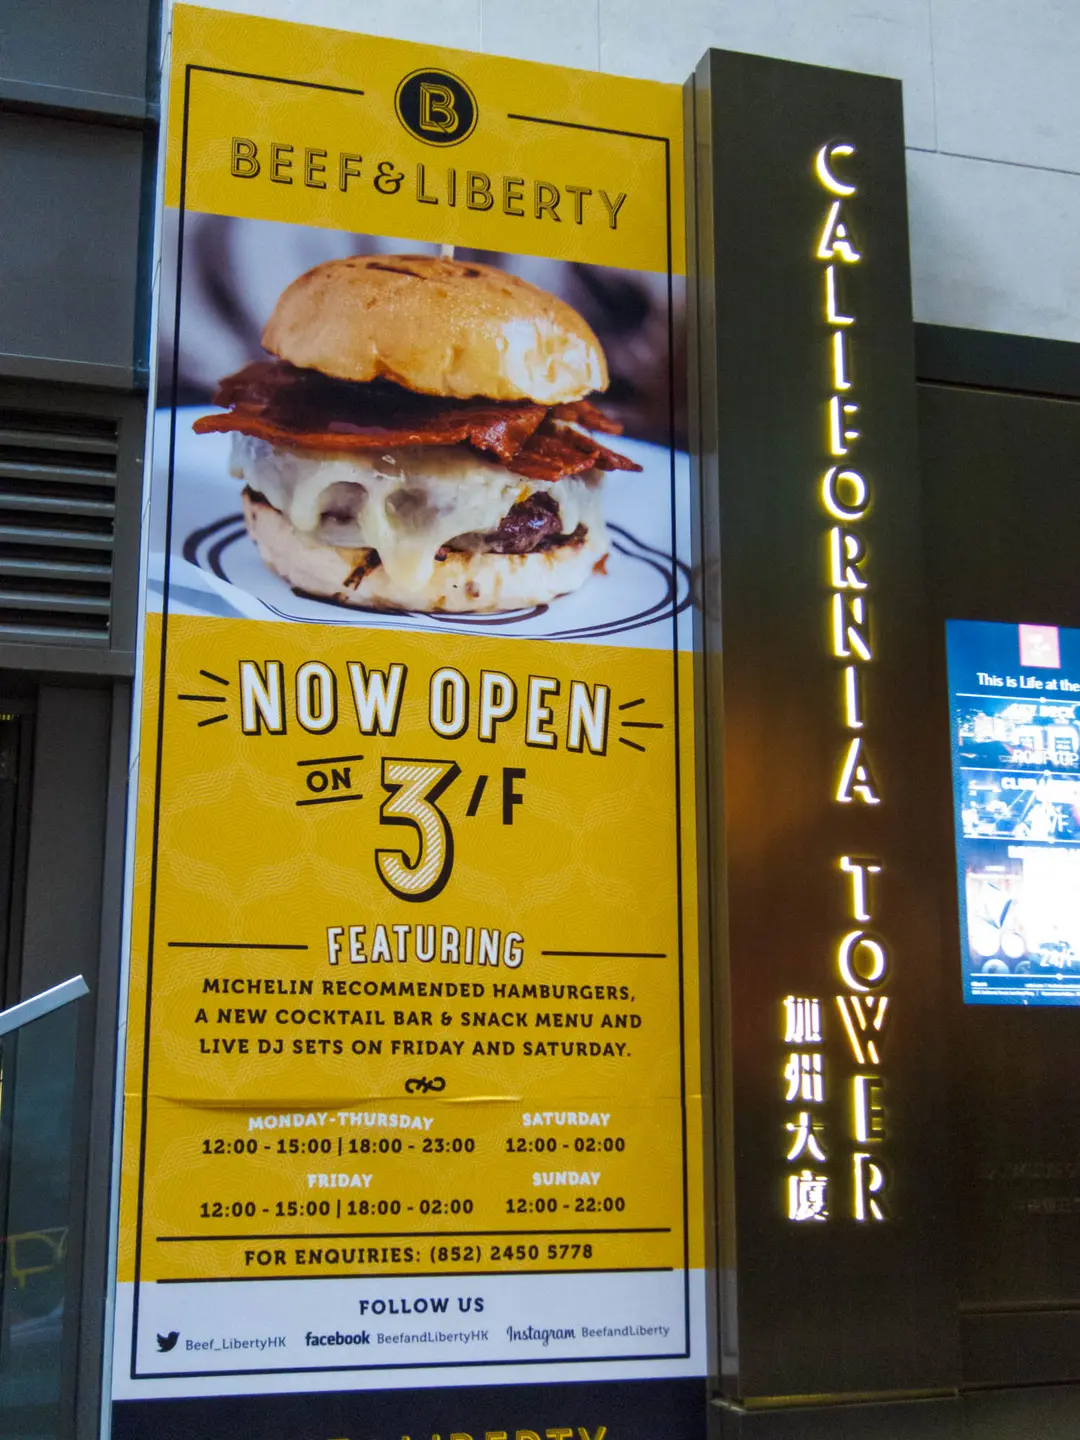 B
BEEF & LIBERTY
NOW OPEN
ON 3/F
FEATURING
MICHELIN RECOMMENDED HAMBURGERS,
A NEW COCKTAIL BAR & SNACK MENU AND
LIVE DJ SETS ON FRIDAY AND SATURDAY.
MONDAY-THURSDAY
12:00 - 15:00 | 18:00 - 23:00
SATURDAY
12:00 - 02:00
FRIDAY
12:00 - 15:00 | 18:00 - 02:00
SUNDAY
12:00 - 22:00
FOR ENQUIRIES: (852) 2450 5778
FOLLOW US
Beef_LibertyHK facebook BeefandLibertyHK Instagram BeefandLiberty
LIBERTY
CALIFORNIA TOWER
加州大廈
This is Life at the